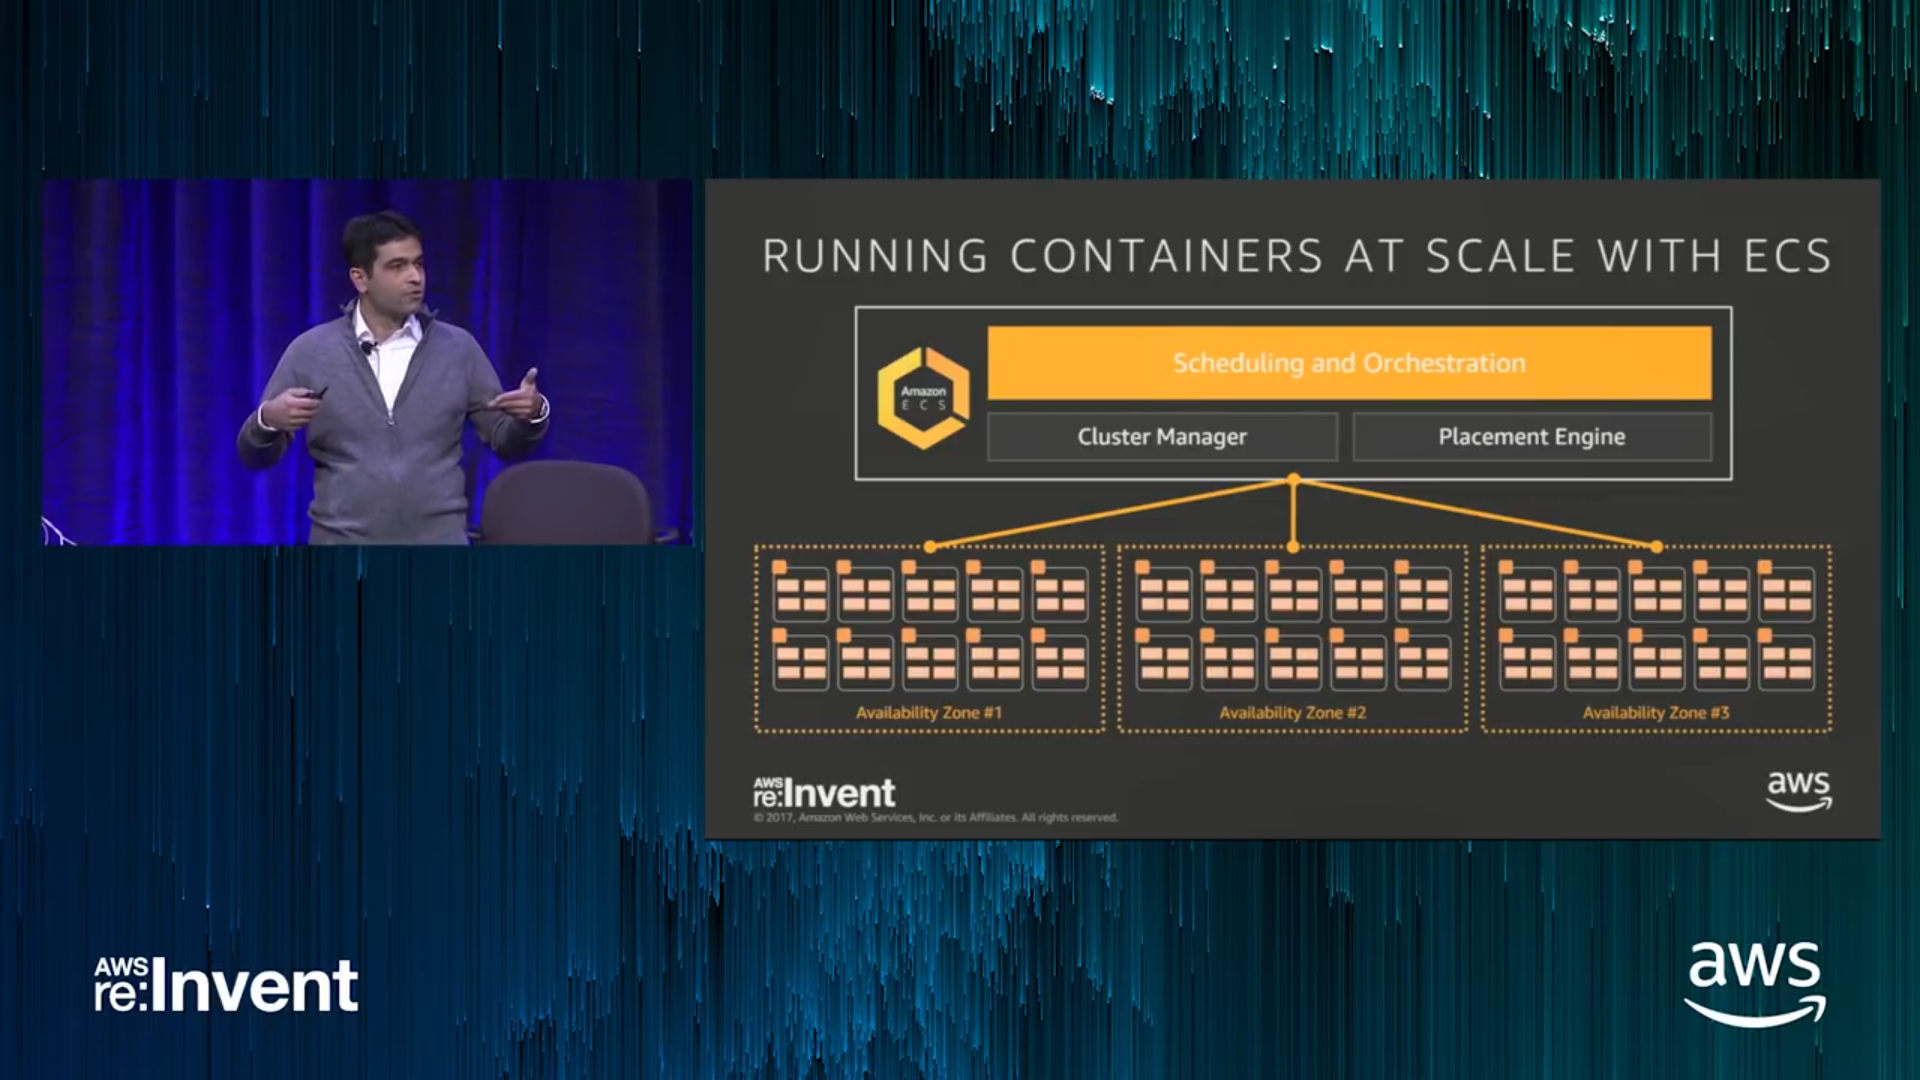 RUNNING CONTAINERS AT SCALE WITH ECS
Scheduling and Orchestration
Amazon
ECS
Cluster Manager
Placement Engine
Availability Zone #1
Availability Zone #2
Availability Zone #3
AWS
re:Invent
aws
© 2017, Amazon Web Services, Inc. or its Affiliates. All rights reserved.
AWS
re:Invent
aws